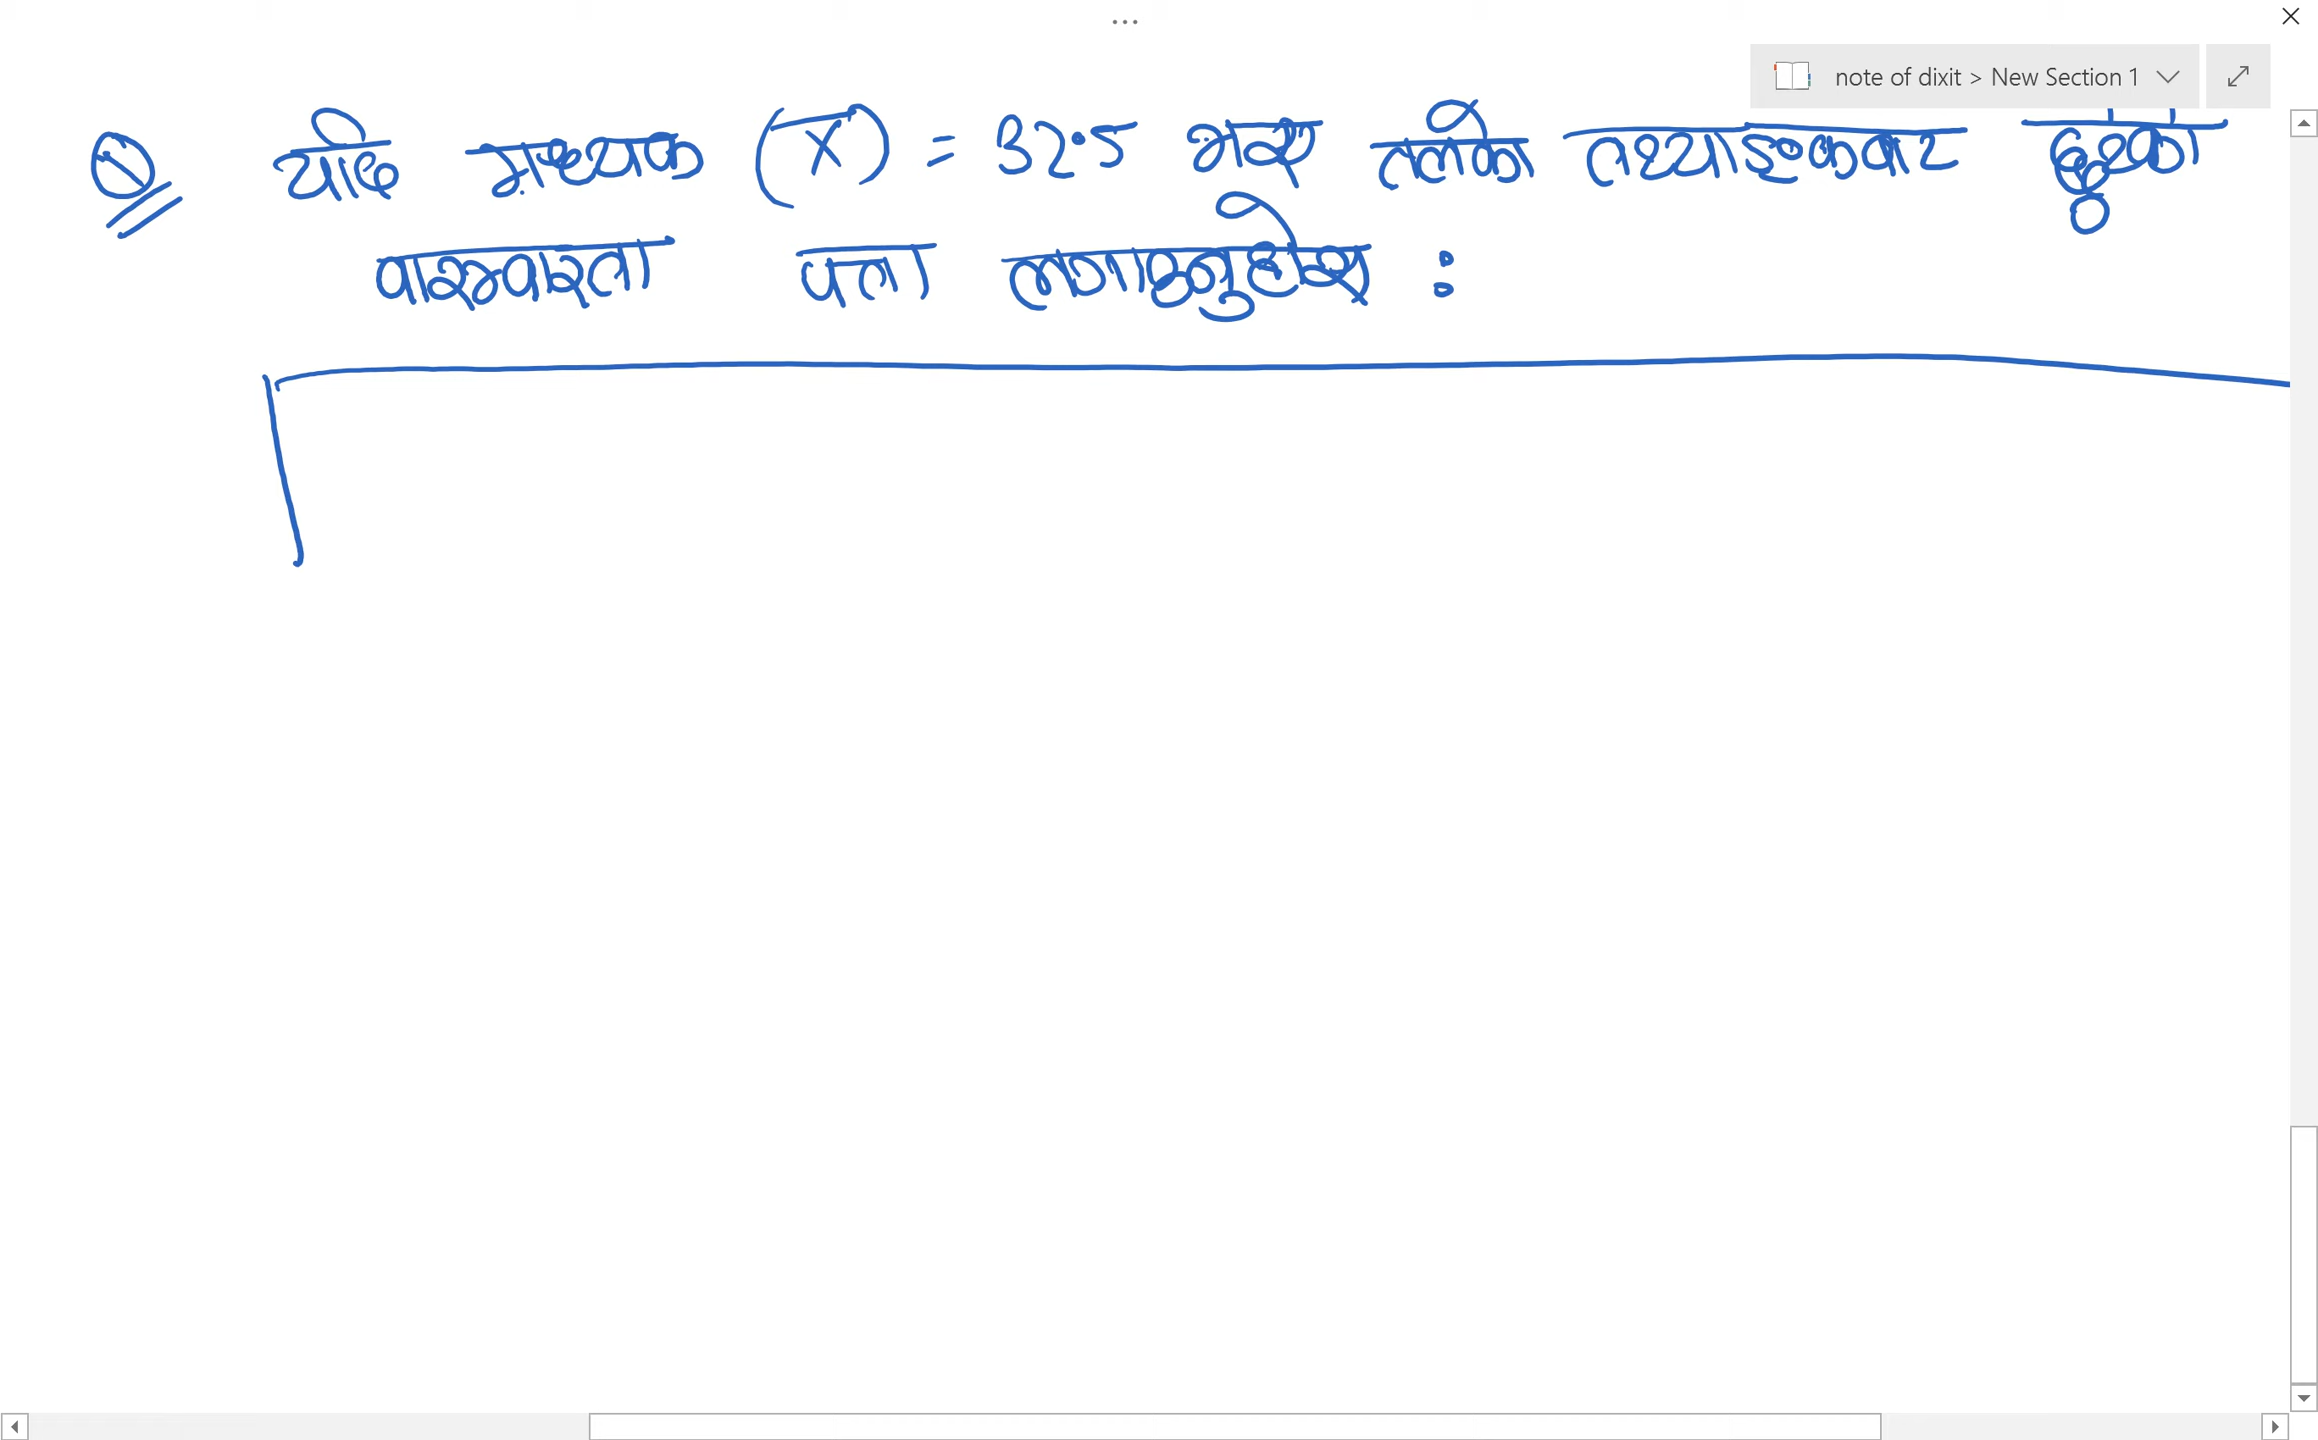 note of dixit > New Section 1
यदि माध्यक (X̄) = 32.5 भए तलका तथ्याङ्कबाट दुईको
बारम्बारता पत्ता लगाउनुहोस् :